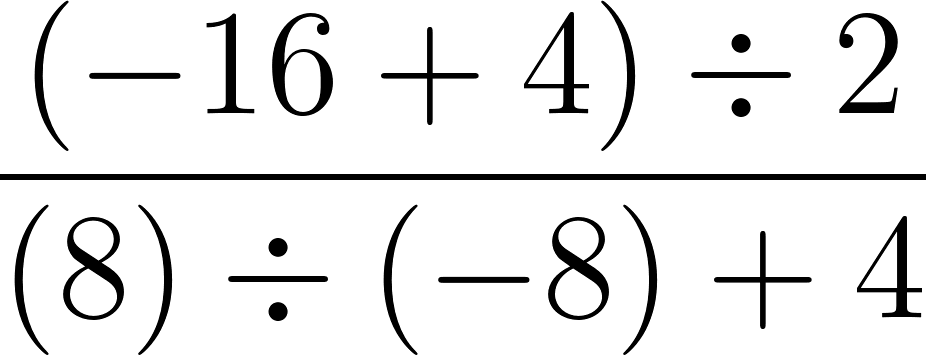 (−16 + 4) ÷ 2
(8) ÷ (−8) + 4